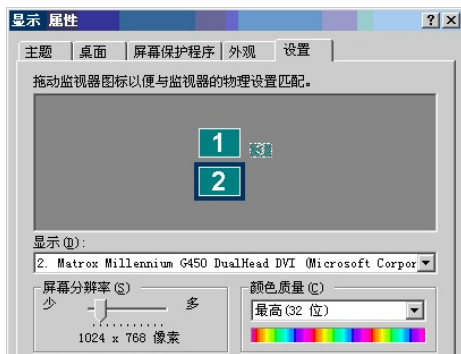 显示 属性
主题 桌面 屏幕保护程序 外观 设置
拖动监视器图标以便与监视器的物理设置匹配。
1
2
显示(D):
2. Matrox Millennium G450 DualHead DVI (Microsoft Corpor
屏幕分辨率(S)
少 多
1024 x 768 像素
颜色质量(C)
最高(32 位)